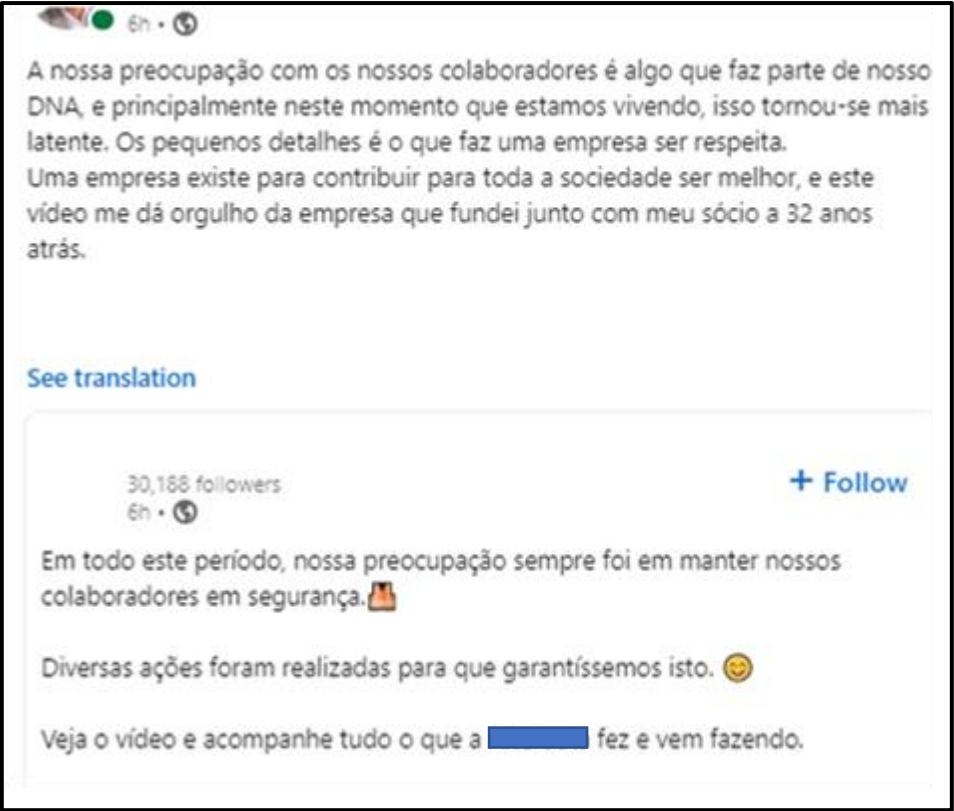 6h •
A nossa preocupação com os nossos colaboradores é algo que faz parte de nosso
DNA, e principalmente neste momento que estamos vivendo, isso tornou-se mais
latente. Os pequenos detalhes é o que faz uma empresa ser respeita.
Uma empresa existe para contribuir para toda a sociedade ser melhor, e este
vídeo me dá orgulho da empresa que fundei junto com meu sócio a 32 anos
atrás.
See translation
30,188 followers
+ Follow
6h •
Em todo este período, nossa preocupação sempre foi em manter nossos
colaboradores em segurança.🦺
Diversas ações foram realizadas para que garantíssemos isto. 😊
Veja o vídeo e acompanhe tudo o que a fez e vem fazendo.